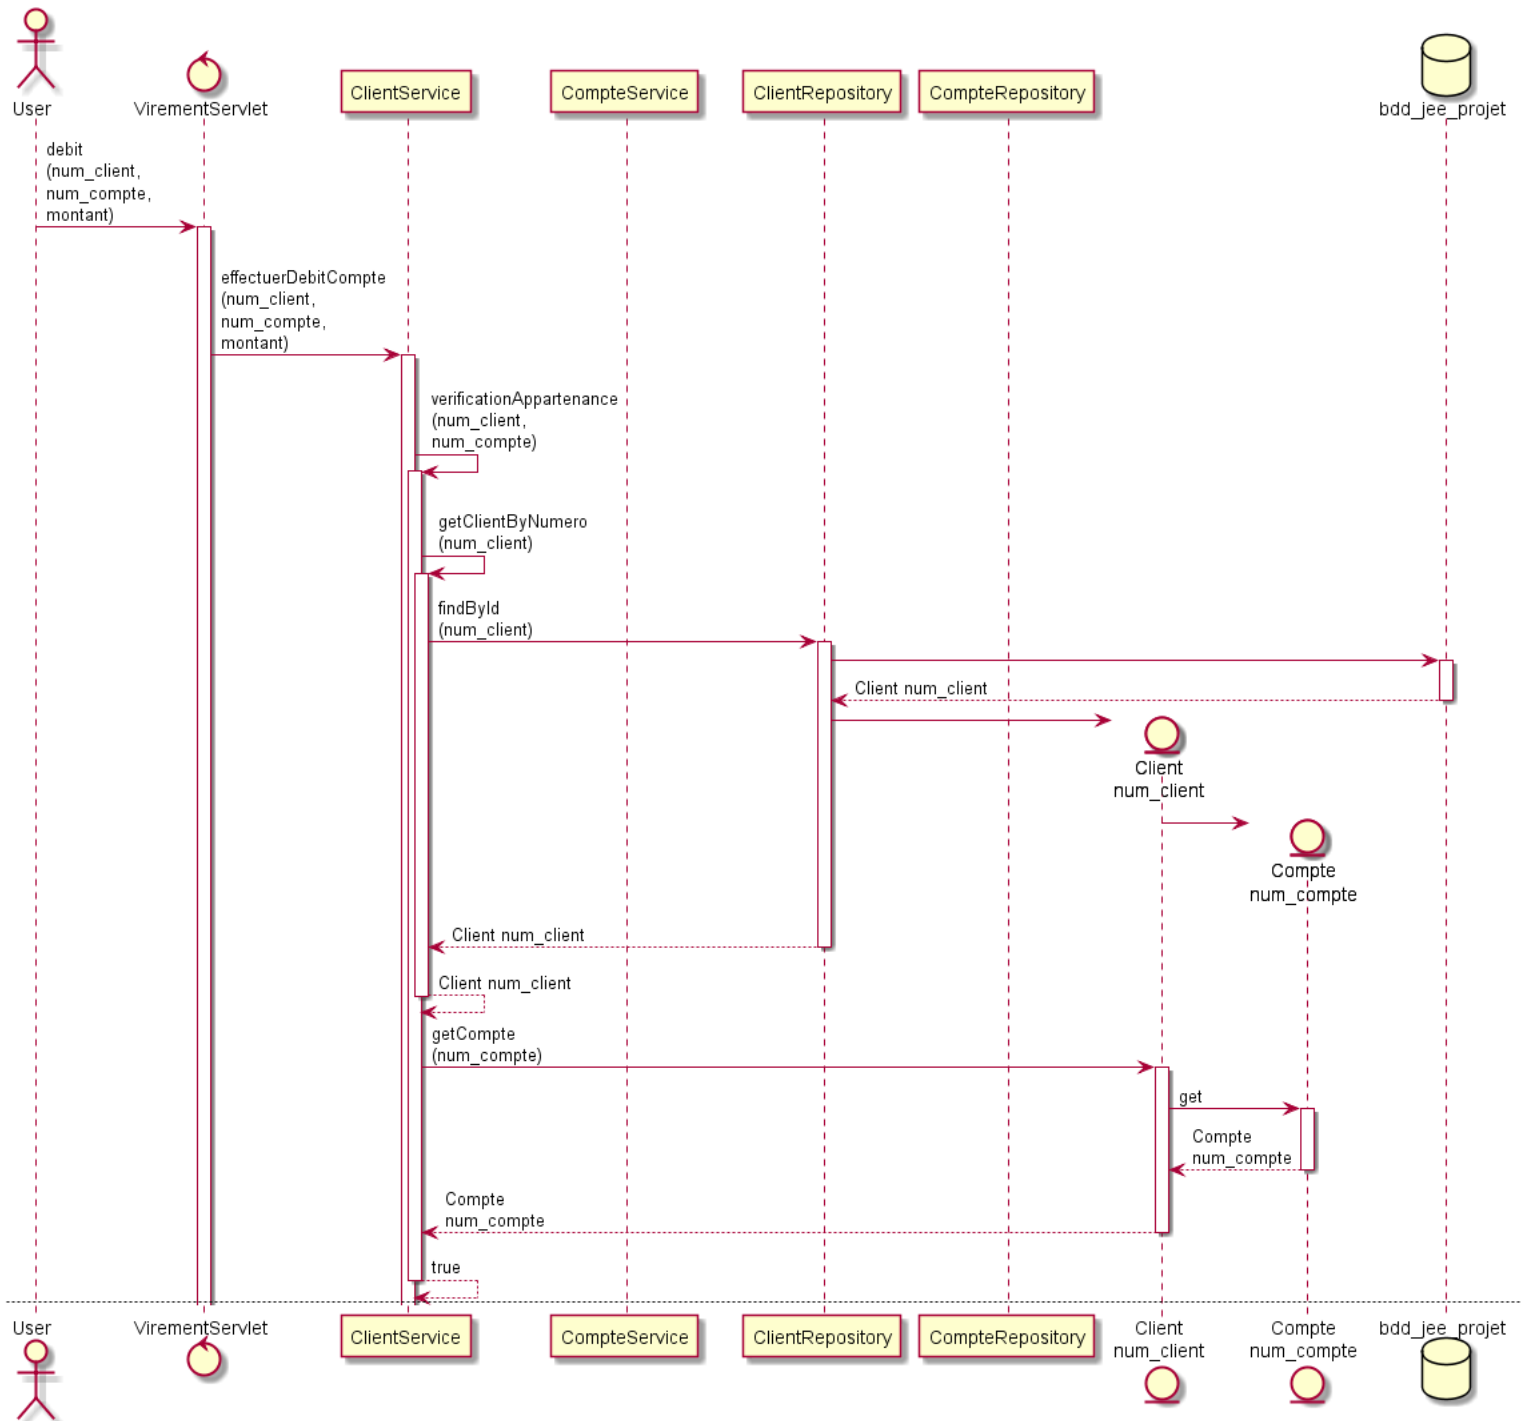 User
VirementServlet
ClientService
CompteService
ClientRepository
CompteRepository
bdd_jee_projet
debit
(num_client,
num_compte,
montant)
effectuerDebitCompte
(num_client,
num_compte,
montant)
verificationAppartenance
(num_client,
num_compte)
getClientByNumero
(num_client)
findById
(num_client)
Client num_client
Client
num_client
Compte
num_compte
Client num_client
Client num_client
getCompte
(num_compte)
get
Compte
num_compte
Compte
num_compte
true
User
VirementServlet
ClientService
CompteService
ClientRepository
CompteRepository
Client
num_client
Compte
num_compte
bdd_jee_projet